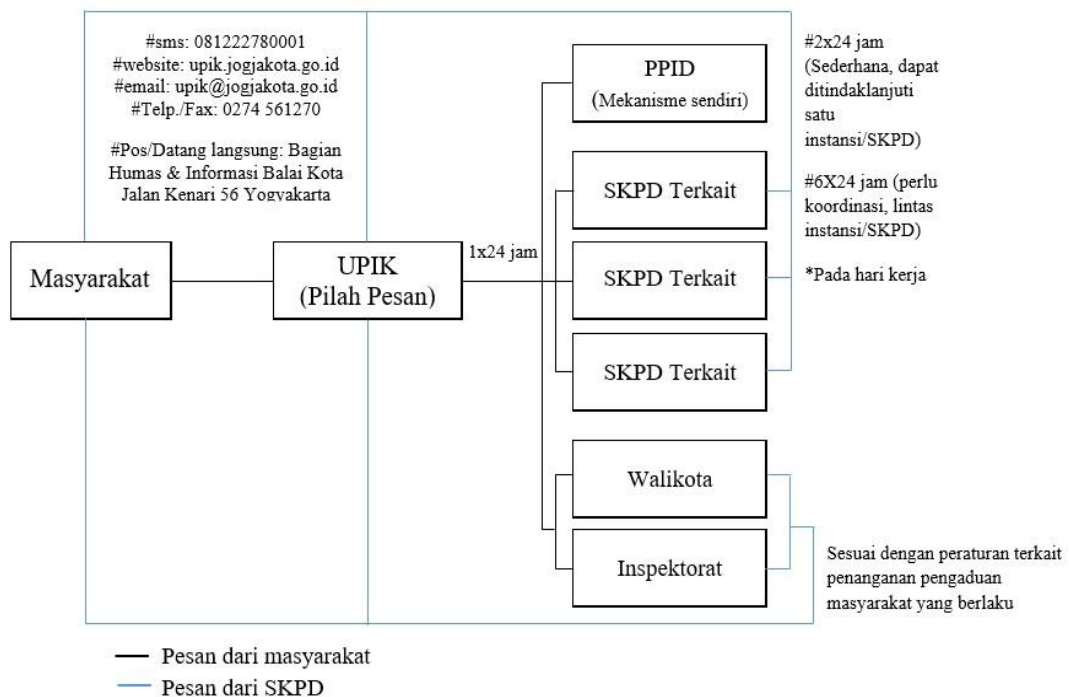 #sms: 081222780001
#website: upik.jogjakota.go.id
#email: upik@jogjakota.go.id
#Telp./Fax: 0274 561270
#Pos/Datang langsung: Bagian
Humas & Informasi Balai Kota
Jalan Kenari 56 Yogyakarta
Masyarakat
UPIK
(Pilah Pesan)
1x24 jam
PPID
(Mekanisme sendiri)
SKPD Terkait
SKPD Terkait
SKPD Terkait
Walikota
Inspektorat
#2x24 jam
(Sederhana, dapat
ditindaklanjuti
satu
instansi/SKPD)
#6X24 jam (perlu
koordinasi, lintas
instansi/SKPD)
*Pada hari kerja
Sesuai dengan peraturan terkait
penanganan pengaduan
masyarakat yang berlaku
Pesan dari masyarakat
Pesan dari SKPD